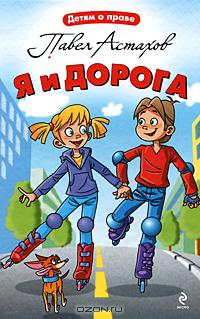 Детям о праве
Павел Астахов
Я и ДОРОГА
ЭКСМО
OZON.ru